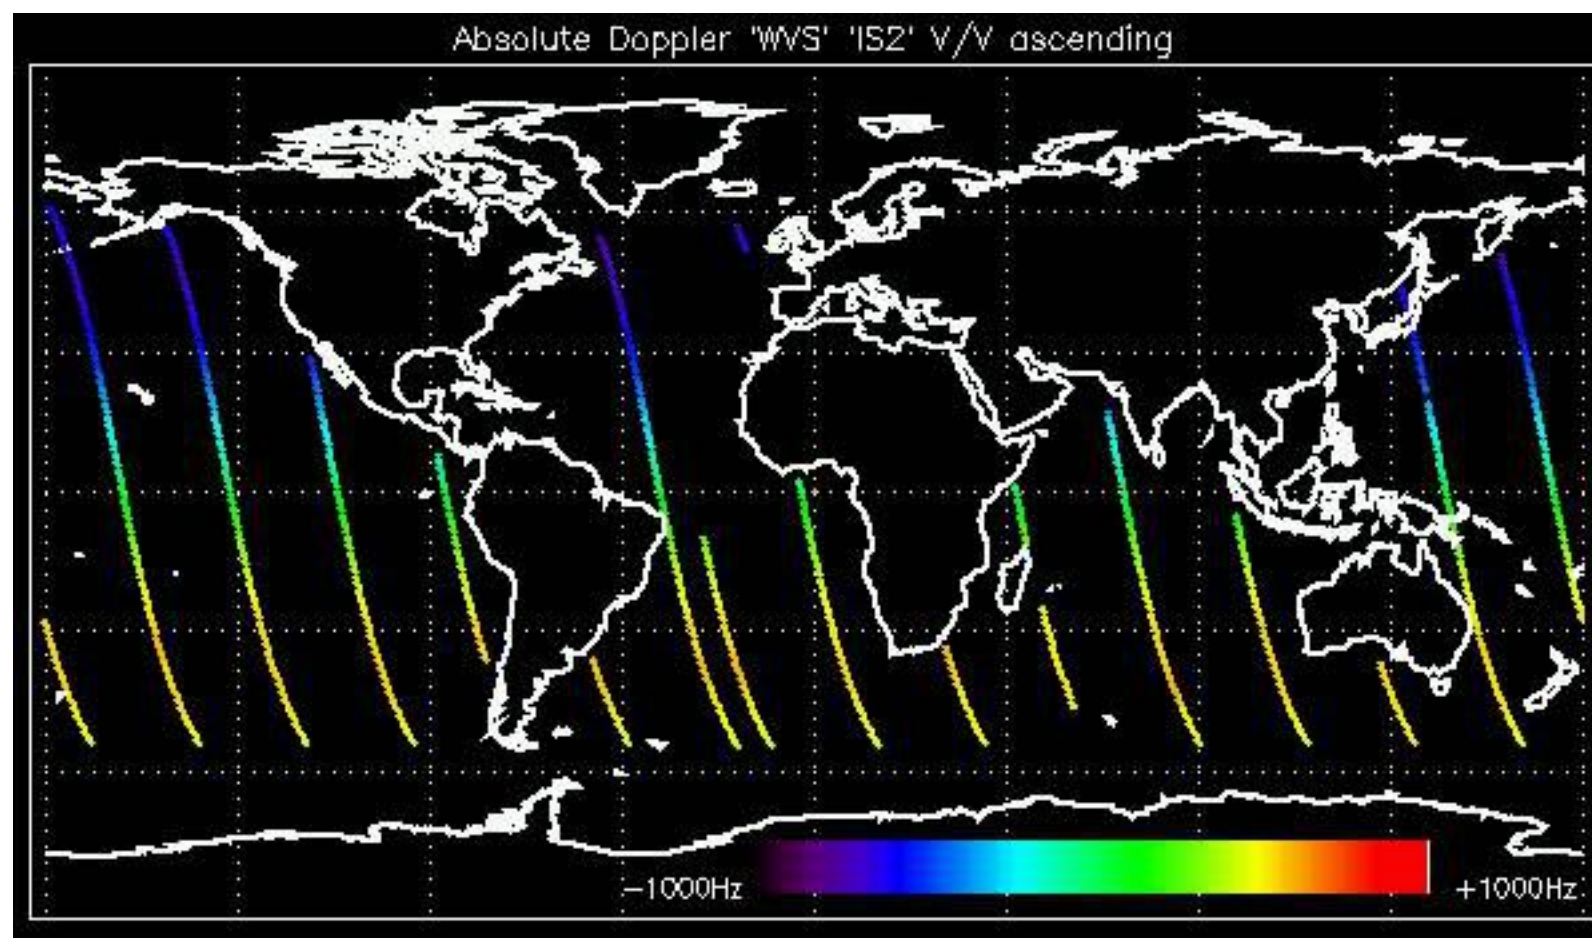 Absolute Doppler 'WVS' 'IS2' V/V ascending
-1000Hz +1000Hz